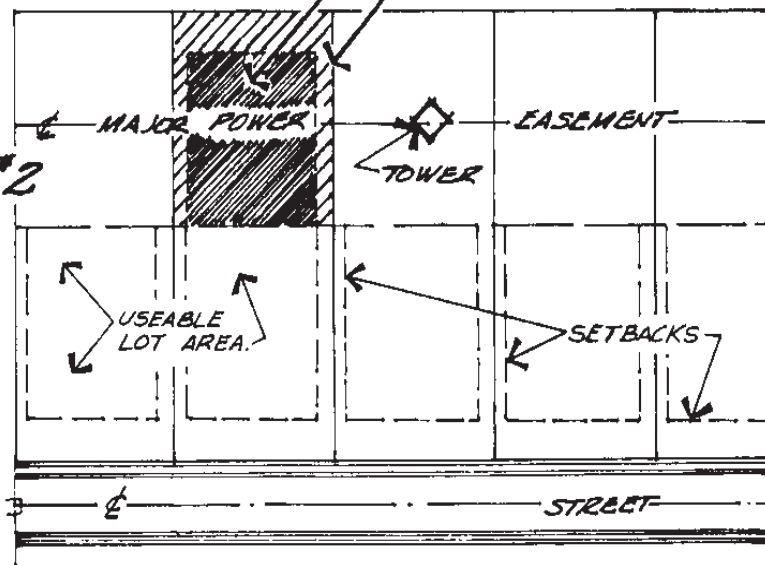 ℄ MAJOR POWER EASEMENT
TOWER
#2
USEABLE
LOT AREA.
SETBACKS
℄ STREET